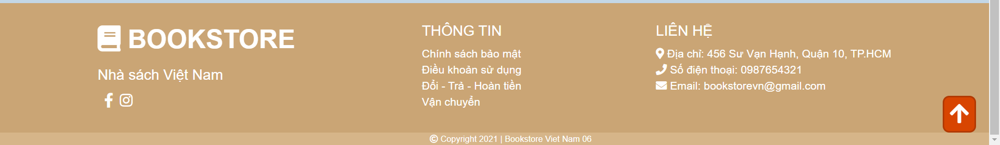 BOOKSTORE
Nhà sách Việt Nam
THÔNG TIN
Chính sách bảo mật
Điều khoản sử dụng
Đổi - Trả - Hoàn tiền
Vận chuyển
LIÊN HỆ
Địa chỉ: 456 Sư Vạn Hạnh, Quận 10, TP.HCM
Số điện thoại: 0987654321
Email: bookstorevn@gmail.com
© Copyright 2021 | Bookstore Viet Nam 06